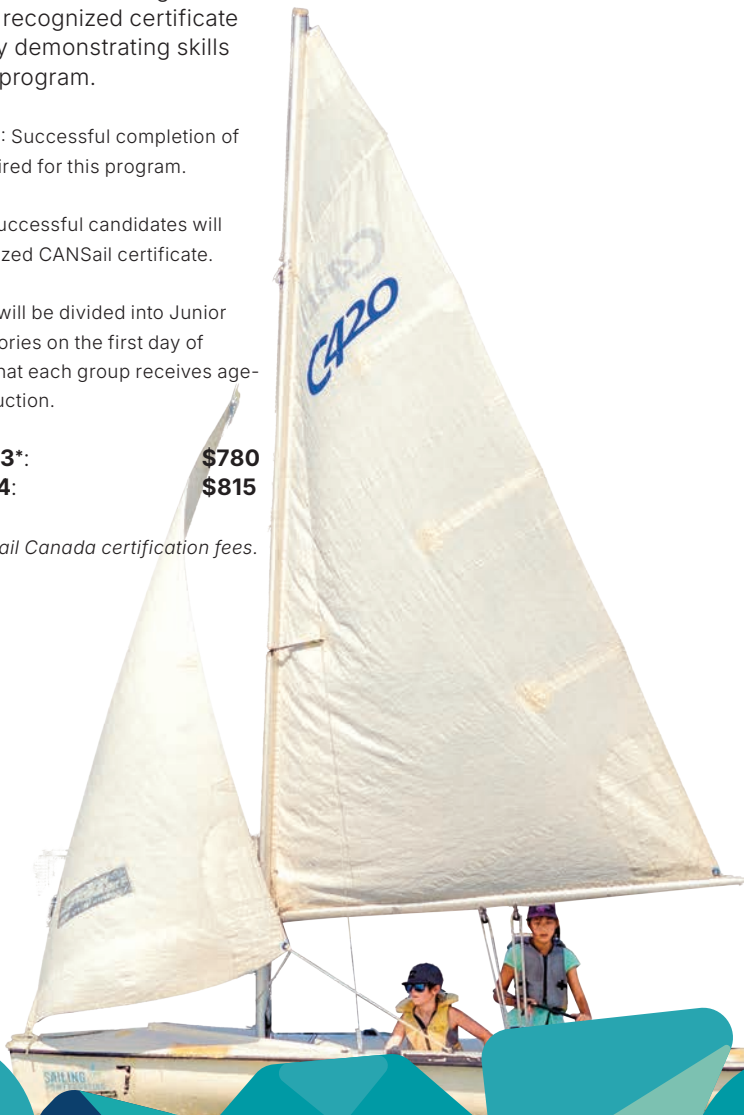 recognized certificate
demonstrating skills
program.
: Successful completion of
ired for this program.
uccessful candidates will
zed CANSail certificate.
will be divided into Junior
ories on the first day of
hat each group receives age-
uction.
3*: $780
4: $815
ail Canada certification fees.
C420
SAILING